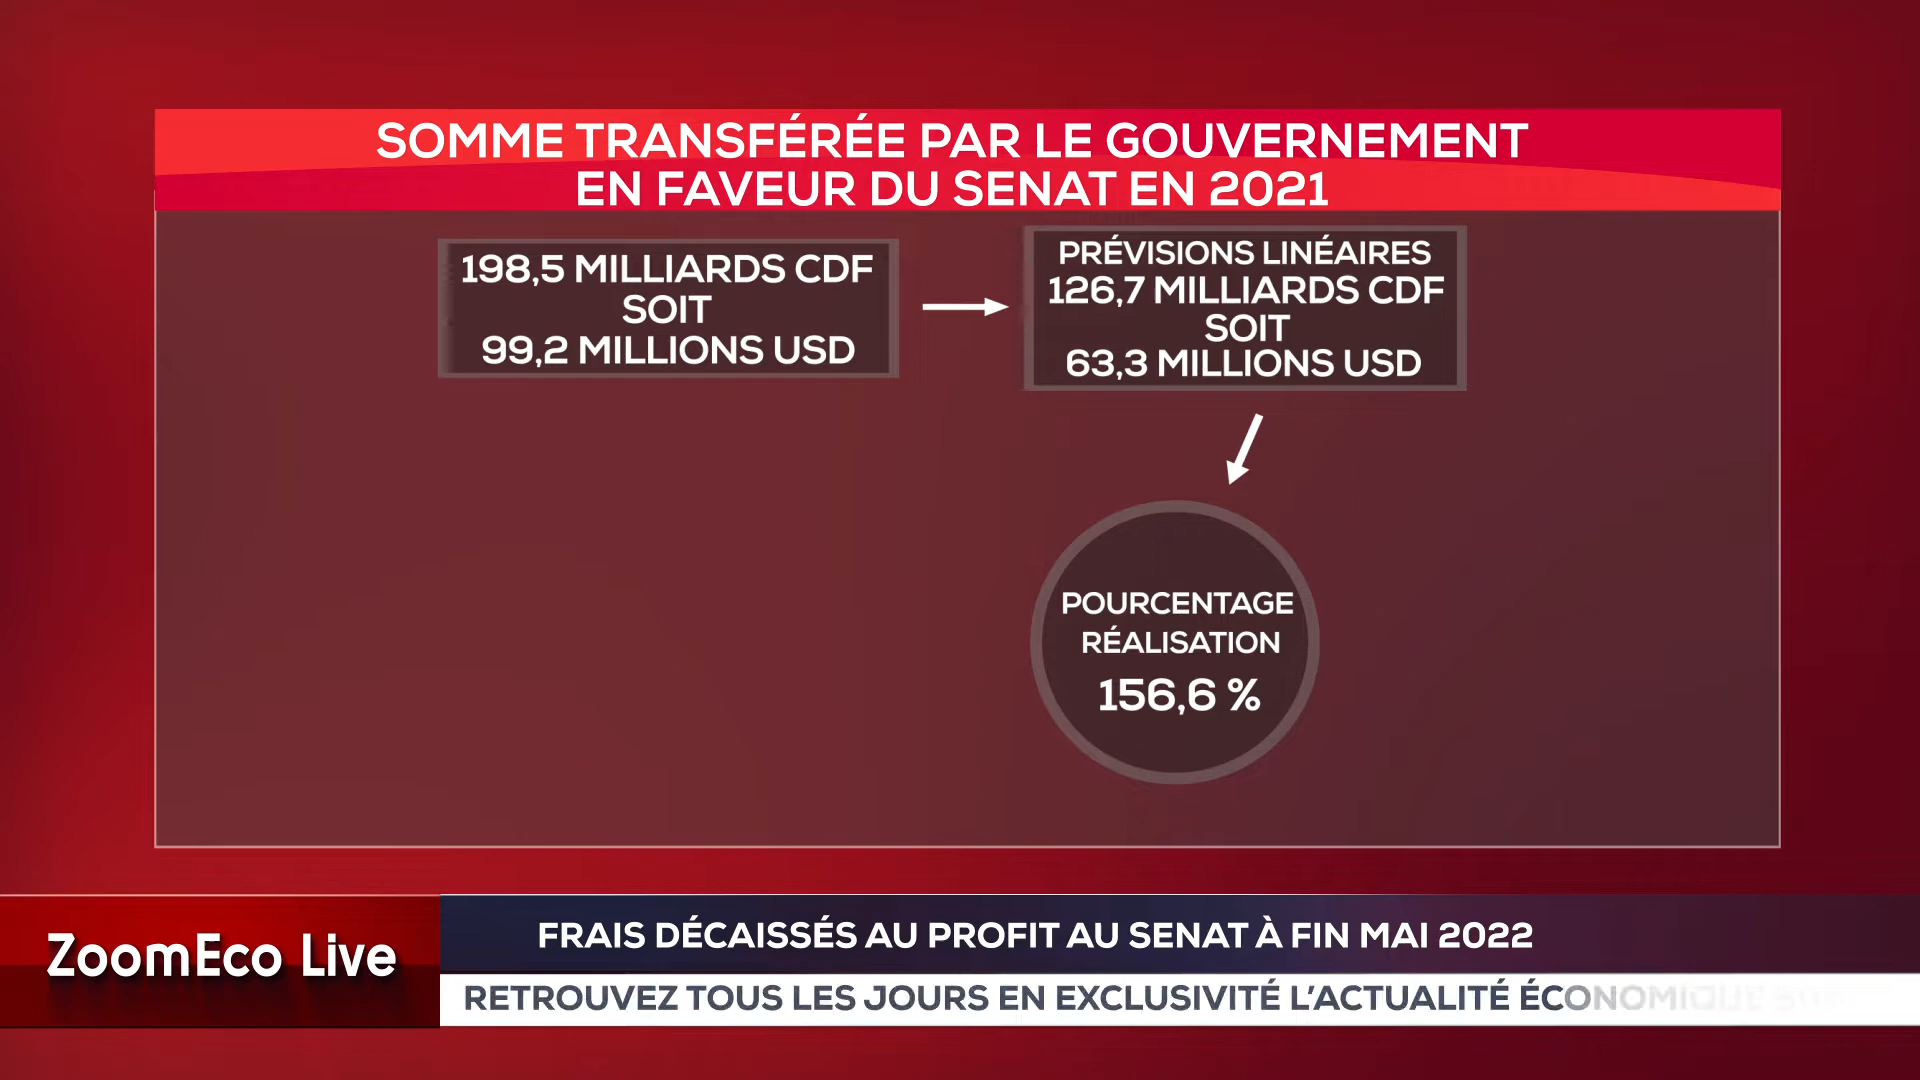 SOMME TRANSFÉRÉE PAR LE GOUVERNEMENT
EN FAVEUR DU SENAT EN 2021
198,5 MILLIARDS CDF
SOIT
99,2 MILLIONS USD
PRÉVISIONS LINÉAIRES
126,7 MILLIARDS CDF
SOIT
63,3 MILLIONS USD
POURCENTAGE
RÉALISATION
156,6 %
ZoomEco Live
FRAIS DÉCAISSÉS AU PROFIT AU SENAT À FIN MAI 2022
RETROUVEZ TOUS LES JOURS EN EXCLUSIVITÉ L'ACTUALITÉ ÉCONOMIQUE